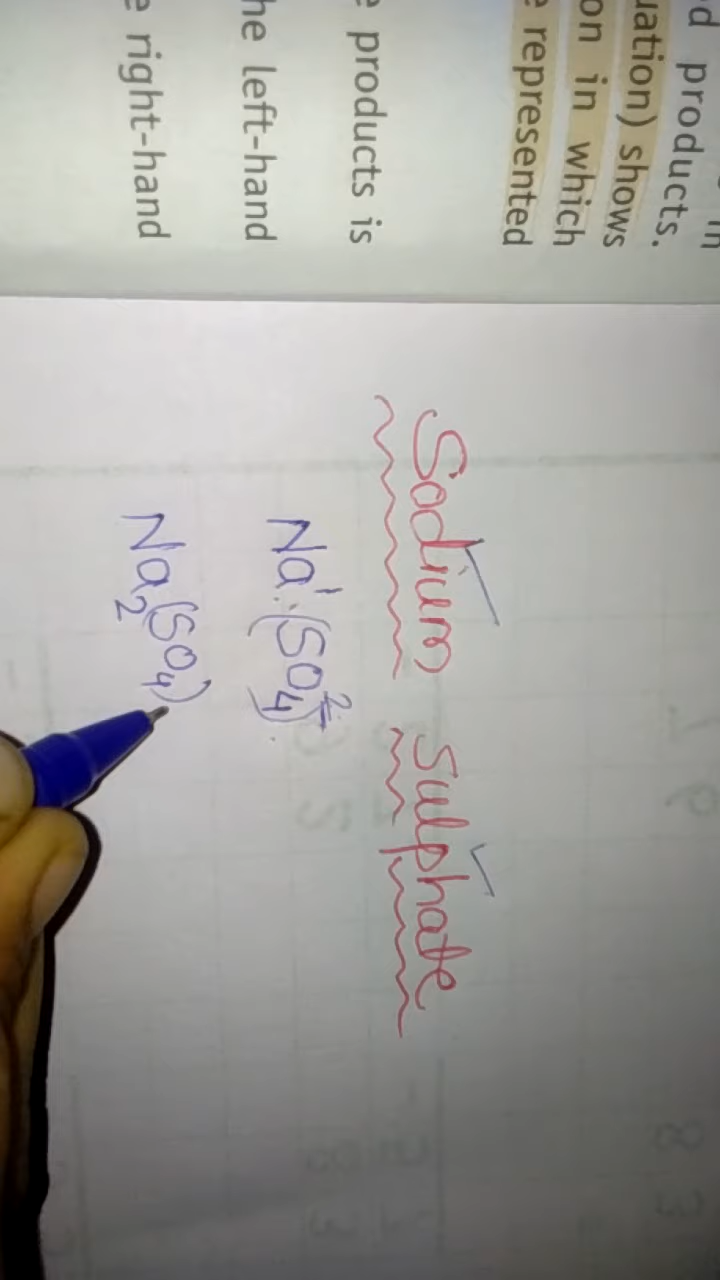 in
d products.
uation) shows
on in which
e represented
e products is
he left-hand
e right-hand
Sodium Sulphate
Na¹ (SO₄)²⁻
Na₂(SO₄)